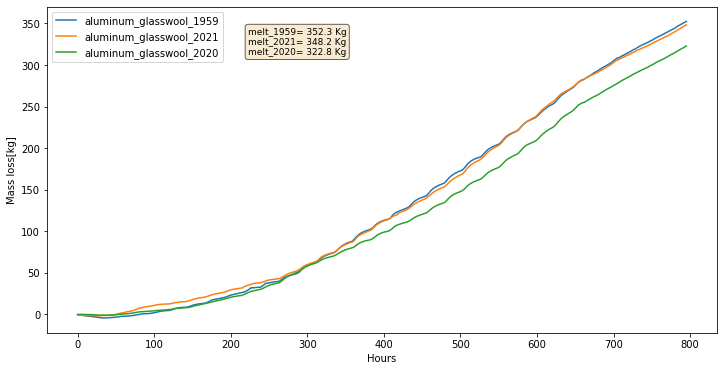 aluminum_glasswool_1959
aluminum_glasswool_2021
aluminum_glasswool_2020
melt_1959= 352.3 Kg
melt_2021= 348.2 Kg
melt_2020= 322.8 Kg
Mass loss[kg]
350
300
250
200
150
100
50
0
0 100 200 300 400 500 600 700 800
Hours